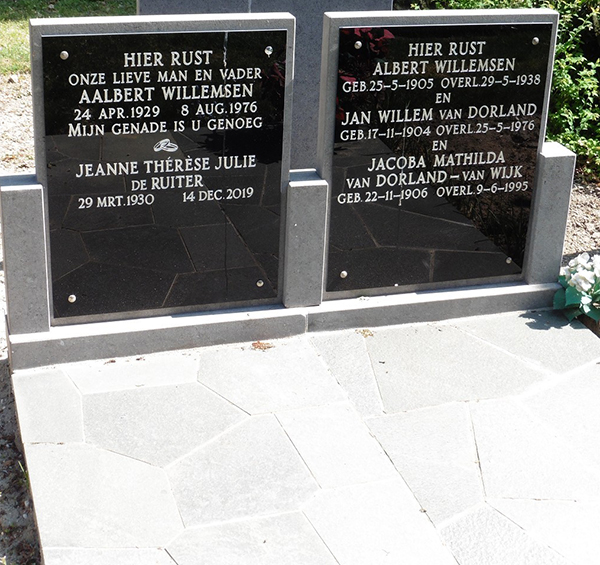 HIER RUST
ONZE LIEVE MAN EN VADER
AALBERT WILLEMSEN
24 APR.1929 8 AUG.1976
MIJN GENADE IS U GENOEG
JEANNE THÉRÈSE JULIE
DE RUITER
29 MRT.1930 14 DEC.2019
HIER RUST
ALBERT WILLEMSEN
GEB.25-5-1905 OVERL.29-5-1938
EN
JAN WILLEM VAN DORLAND
GEB.17-11-1904 OVERL.25-5-1976
EN
JACOBA MATHILDA
VAN DORLAND-VAN WIJK
GEB.22-11-1906 OVERL.9-6-1995